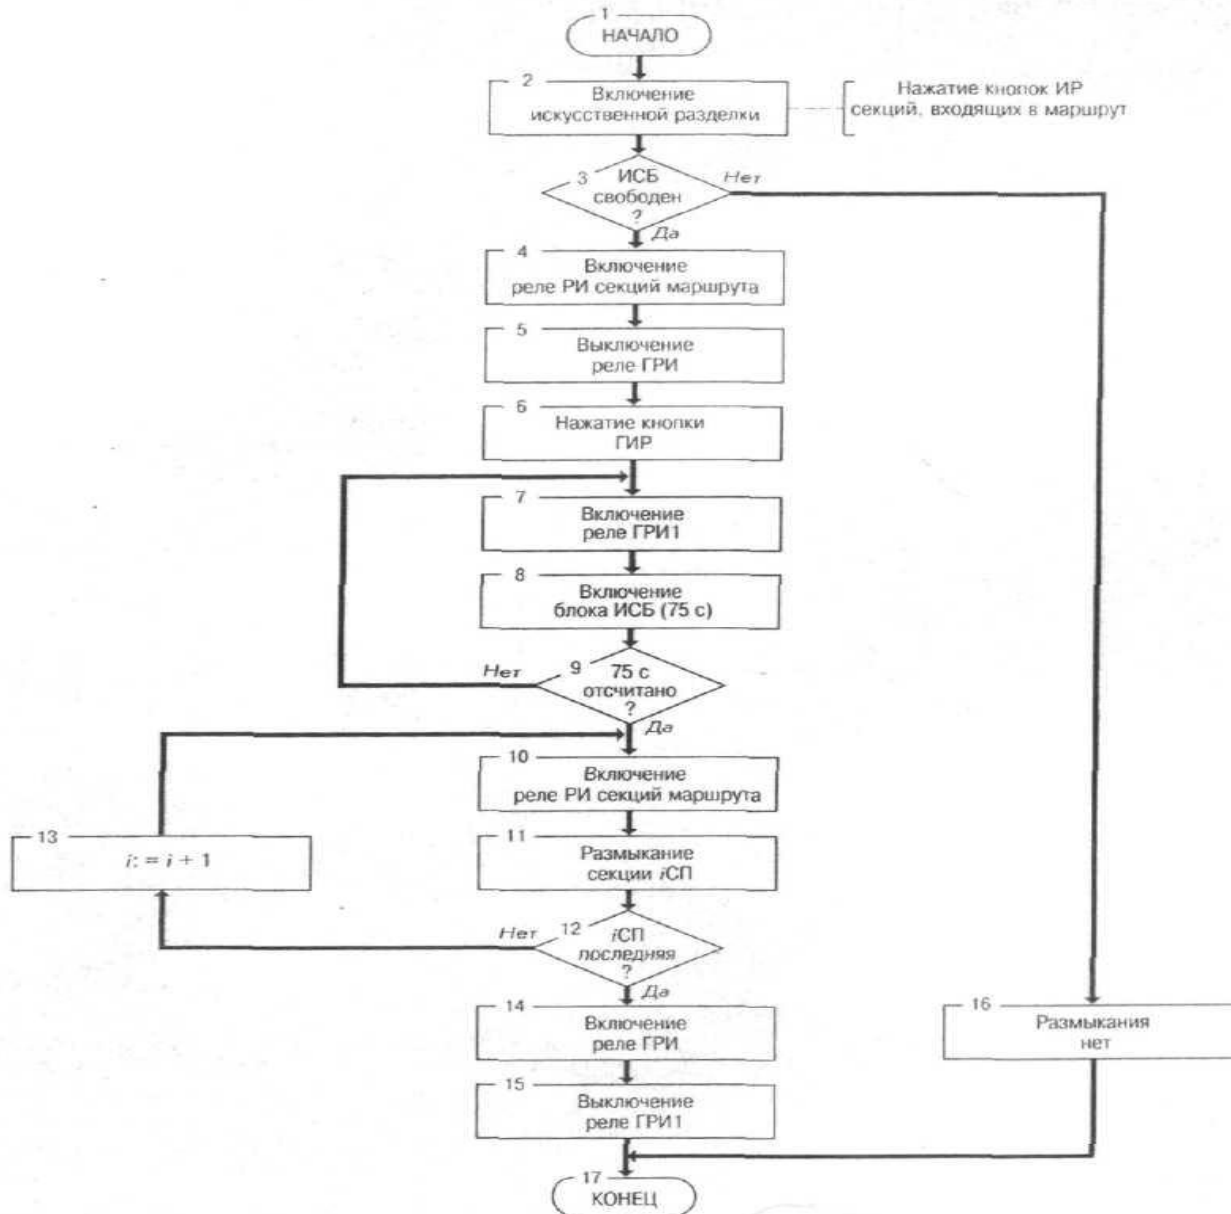 1
НАЧАЛО
2
Включение
искусственной разделки
Нажатие кнопок ИР
секций, входящих в маршрут
3
ИСБ
свободен
?
Нет
Да
4
Включение
реле РИ секций маршрута
5
Выключение
реле ГРИ
6
Нажатие кнопки
ГИР
7
Включение
реле ГРИ1
8
Включение
блока ИСБ (75 с)
9
75 с
отсчитано
?
Нет
Да
10
Включение
реле РИ секций маршрута
11
Размыкание
секции iСП
13
i: = i + 1
12
iСП
последняя
?
Нет
Да
14
Включение
реле ГРИ
16
Размыкания
нет
15
Выключение
реле ГРИ1
17
КОНЕЦ